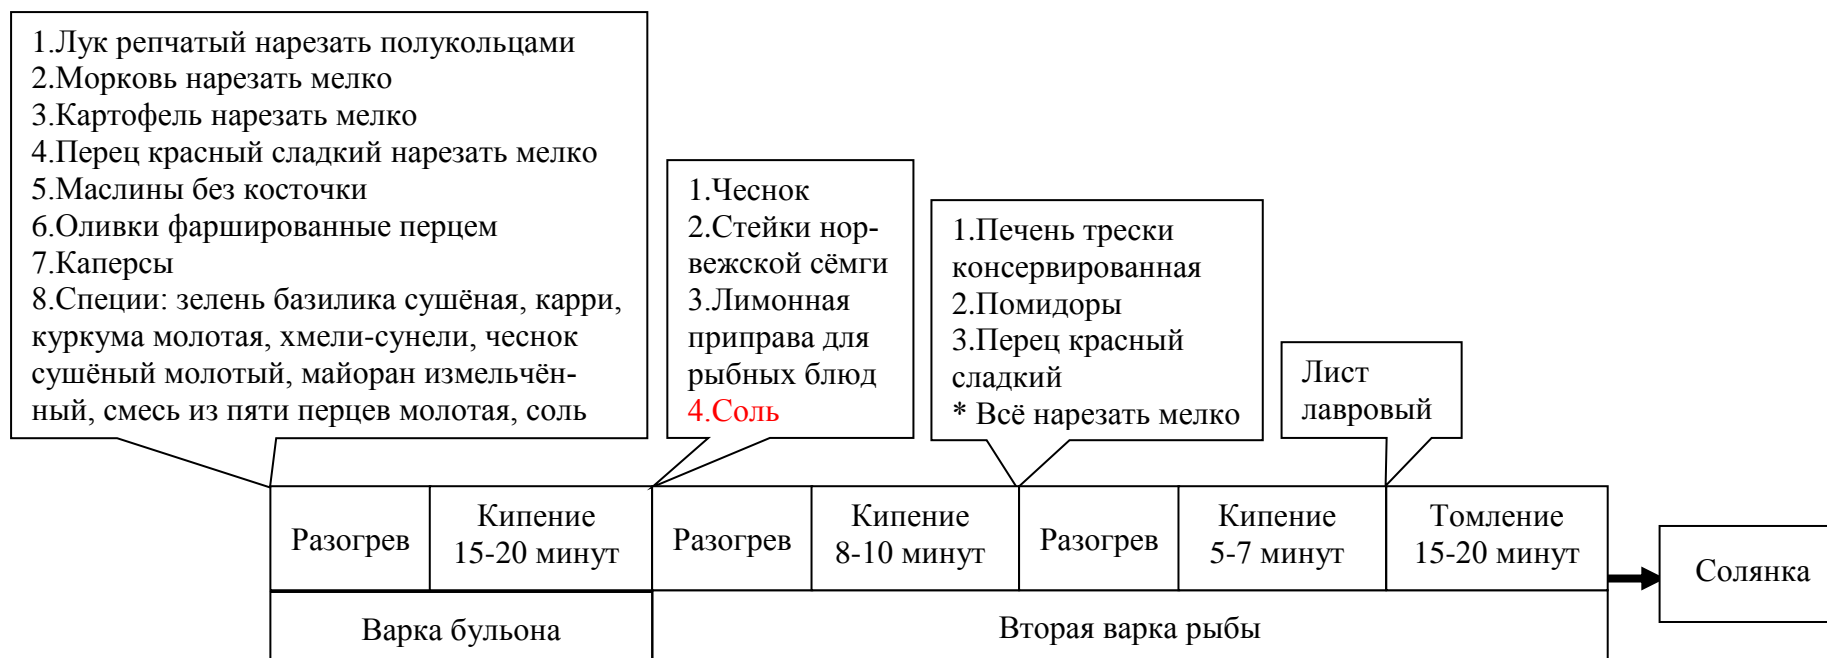 1.Лук репчатый нарезать полукольцами
2.Морковь нарезать мелко
3.Картофель нарезать мелко
4.Перец красный сладкий нарезать мелко
5.Маслины без косточки
6.Оливки фаршированные перцем
7.Каперсы
8.Специи: зелень базилика сушёная, карри,
куркума молотая, хмели-сунели, чеснок
сушёный молотый, майоран измельчён-
ный, смесь из пяти перцев молотая, соль
1.Чеснок
2.Стейки нор-
вежской сёмги
3.Лимонная
приправа для
рыбных блюд
4.Соль
1.Печень трески
консервированная
2.Помидоры
3.Перец красный
сладкий
* Всё нарезать мелко
Лист
лавровый
Разогрев
Кипение
15-20 минут
Разогрев
Кипение
8-10 минут
Разогрев
Кипение
5-7 минут
Томление
15-20 минут
Солянка
Варка бульона
Вторая варка рыбы